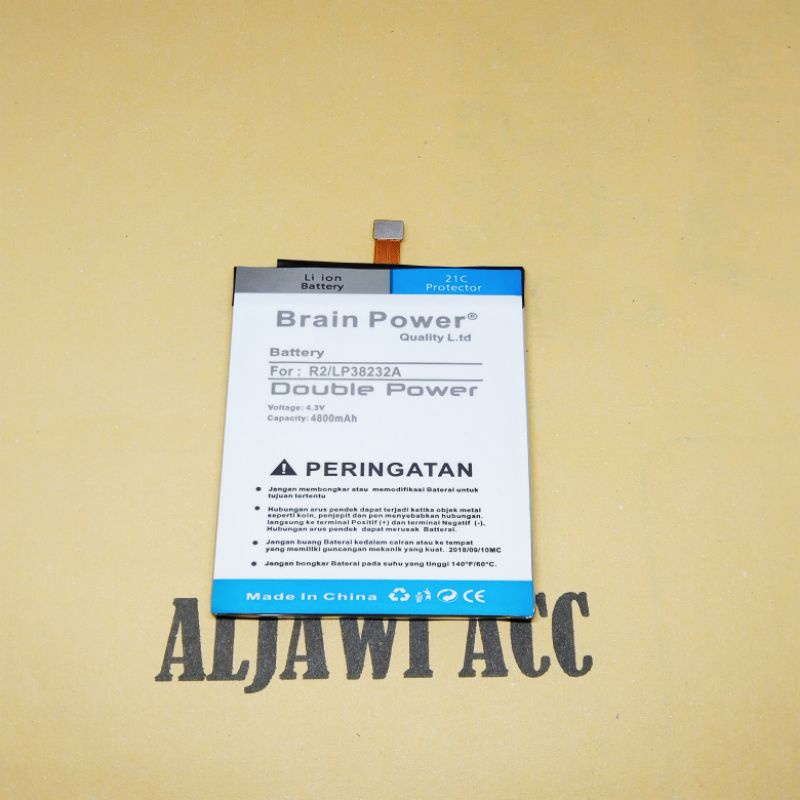 Li ion
Battery
21C
Protector
Brain Power®
Quality L.td
Battery
For : R2/LP38232A
Double Power
Voltage: 4.3V
Capacity: 4800mAh
⚠ PERINGATAN
● Jangan membongkar atau memodifikasi Baterai untuk
tujuan tertentu
● Hubungan arus pendek dapat terjadi ketika objek metal
seperti koin, penjepit dan pen menyebabkan hubungan.
langsung ke terminal Positif (+) dan terminal Negatif (-).
Hubungan arus pendek dapat merusak Baterai.
● Jangan buang Baterai kedalam cairan atau ke tempat
yang memiliki guncangan mekanik yang kuat. 2018/09/10MC
● Jangan bongkar Baterai pada suhu yang tinggi 140°F/60°C.
Made In China CE
ALJAWI ACC